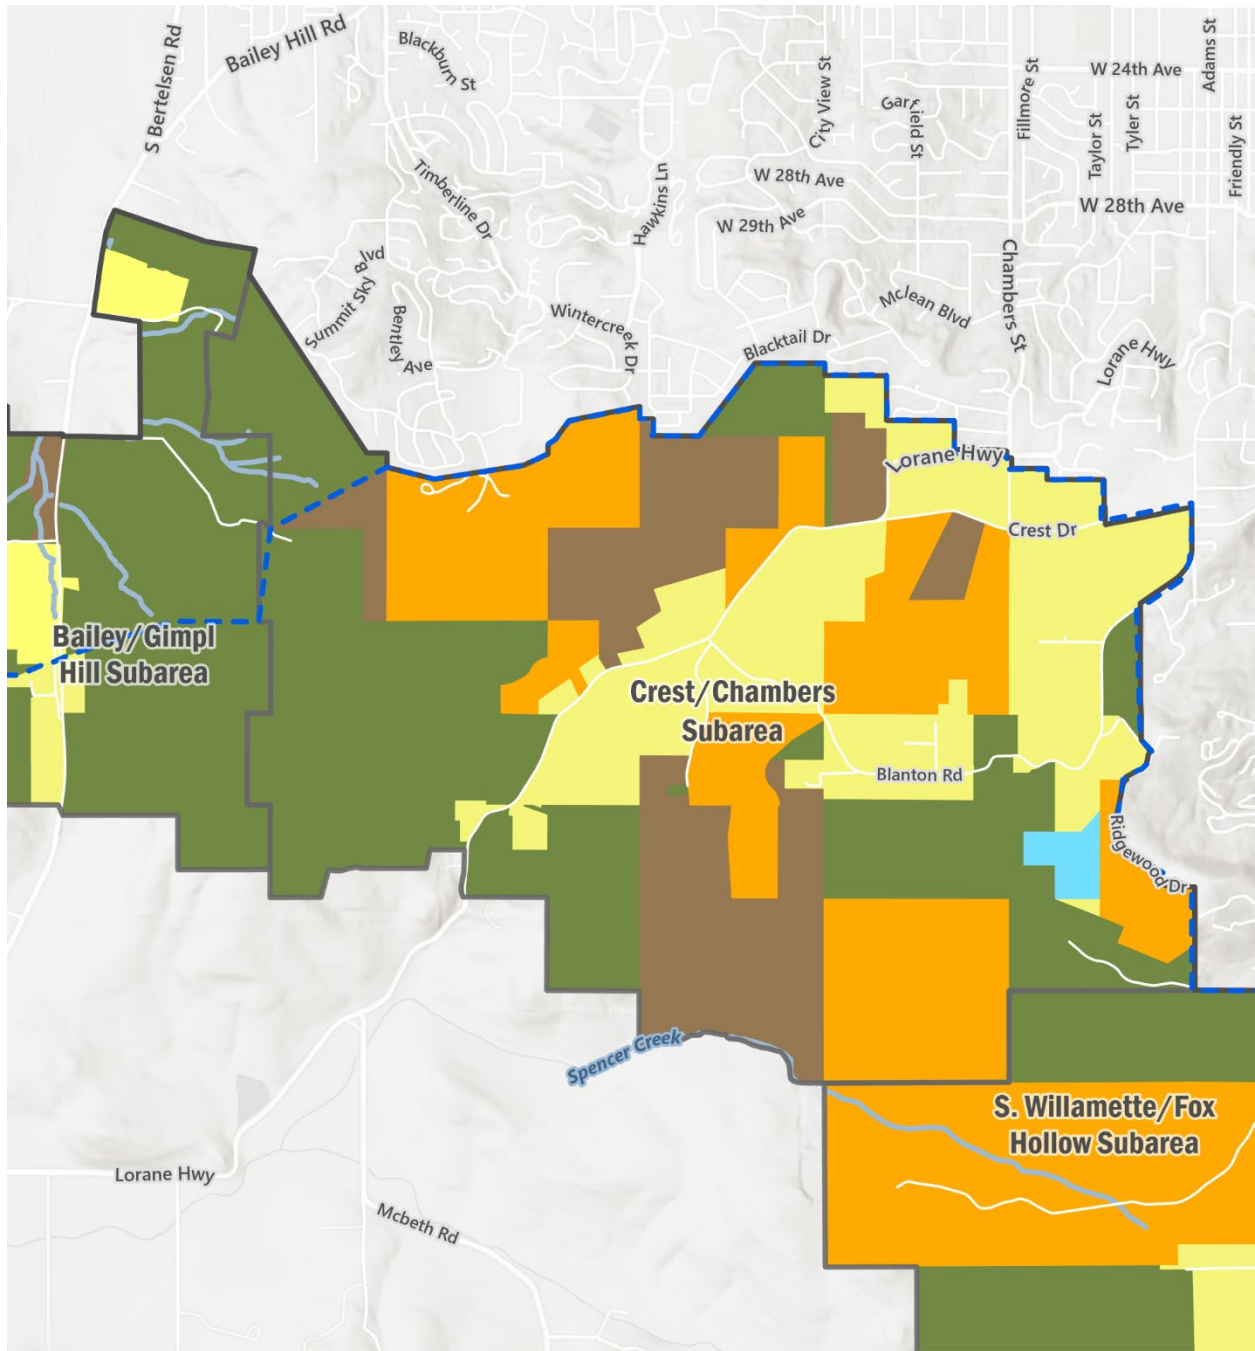 S Bertelsen Rd
Bailey Hill Rd
Blackburn St
City View St
Garfield St
Fillmore St
W 24th Ave
Adams St
Taylor St
Tyler St
Friendly St
Timberline Dr
Hawkins Ln
W 28th Ave
W 28th Ave
W 29th Ave
Summit Sky Blvd
Bentley Ave
Wintercreek Dr
Blacktail Dr
Mclean Blvd
Chambers St
Lorane Hwy
Lorane Hwy
Crest Dr
Bailey/Gimpl
Hill Subarea
Crest/Chambers
Subarea
Blanton Rd
Ridgewood Dr
Spencer Creek
S. Willamette/Fox
Hollow Subarea
Lorane Hwy
Mcbeth Rd